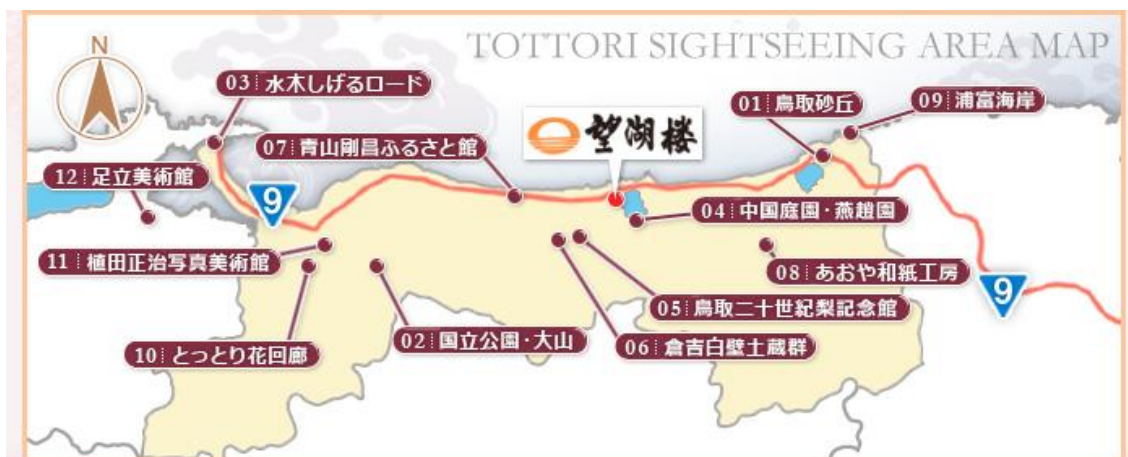 TOTTORI SIGHTSEEING AREA MAP
N
03 水木しげるロード
01 鳥取砂丘
09 浦富海岸
望湖楼
07 青山剛昌ふるさと館
12 足立美術館
9
04 中国庭園・燕趙園
11 植田正治写真美術館
08 あおや和紙工房
9
05 鳥取二十世紀梨記念館
02 国立公園・大山
06 倉吉白壁土蔵群
10 とっとり花回廊